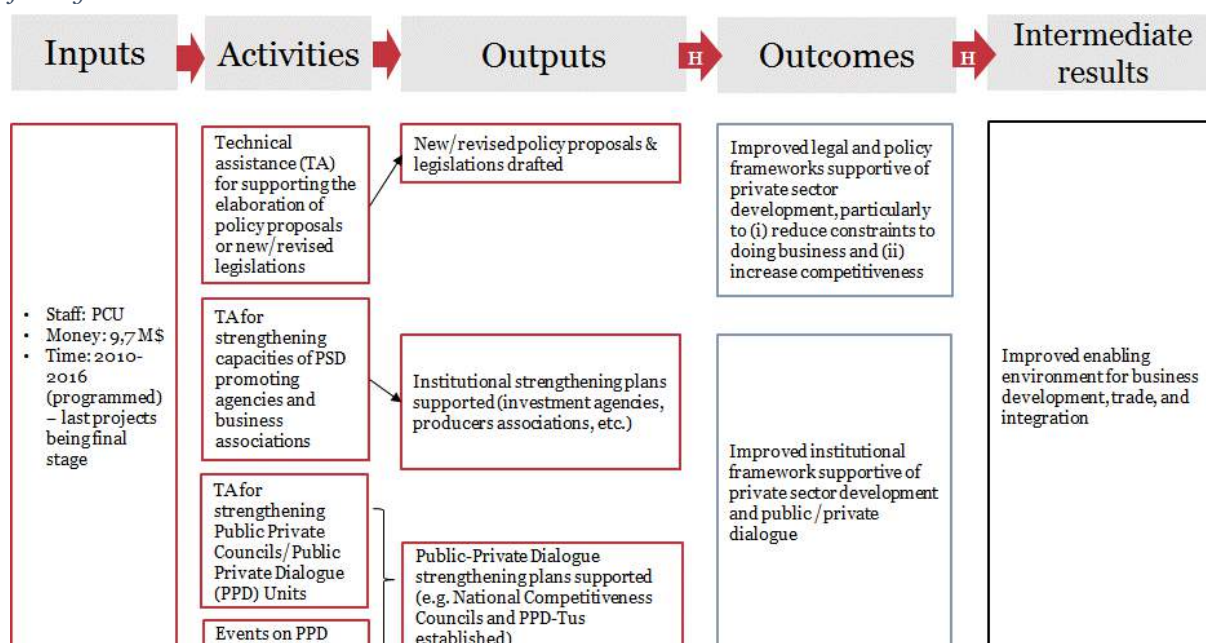 Inputs
Activities
Outputs
H
Outcomes
H
Intermediate
results
• Staff: PCU
• Money: 9,7 M$
• Time: 2010-
2016
(programmed)
– last projects
being final
stage
Technical
assistance (TA)
for supporting the
elaboration of
policy proposals
or new/revised
legislations
TA for
strengthening
capacities of PSD
promoting
agencies and
business
associations
TA for
strengthening
Public Private
Councils/Public
Private Dialogue
(PPD) Units
Events on PPD
New/revised policy proposals &
legislations drafted
Institutional strengthening plans
supported (investment agencies,
producers associations, etc.)
Public-Private Dialogue
strengthening plans supported
(e.g. National Competitiveness
Councils and PPD-Tus
established)
Improved legal and policy
frameworks supportive of
private sector
development, particularly
to (i) reduce constraints to
doing business and (ii)
increase competitiveness
Improved institutional
framework supportive of
private sector development
and public /private
dialogue
Improved enabling
environment for business
development, trade, and
integration